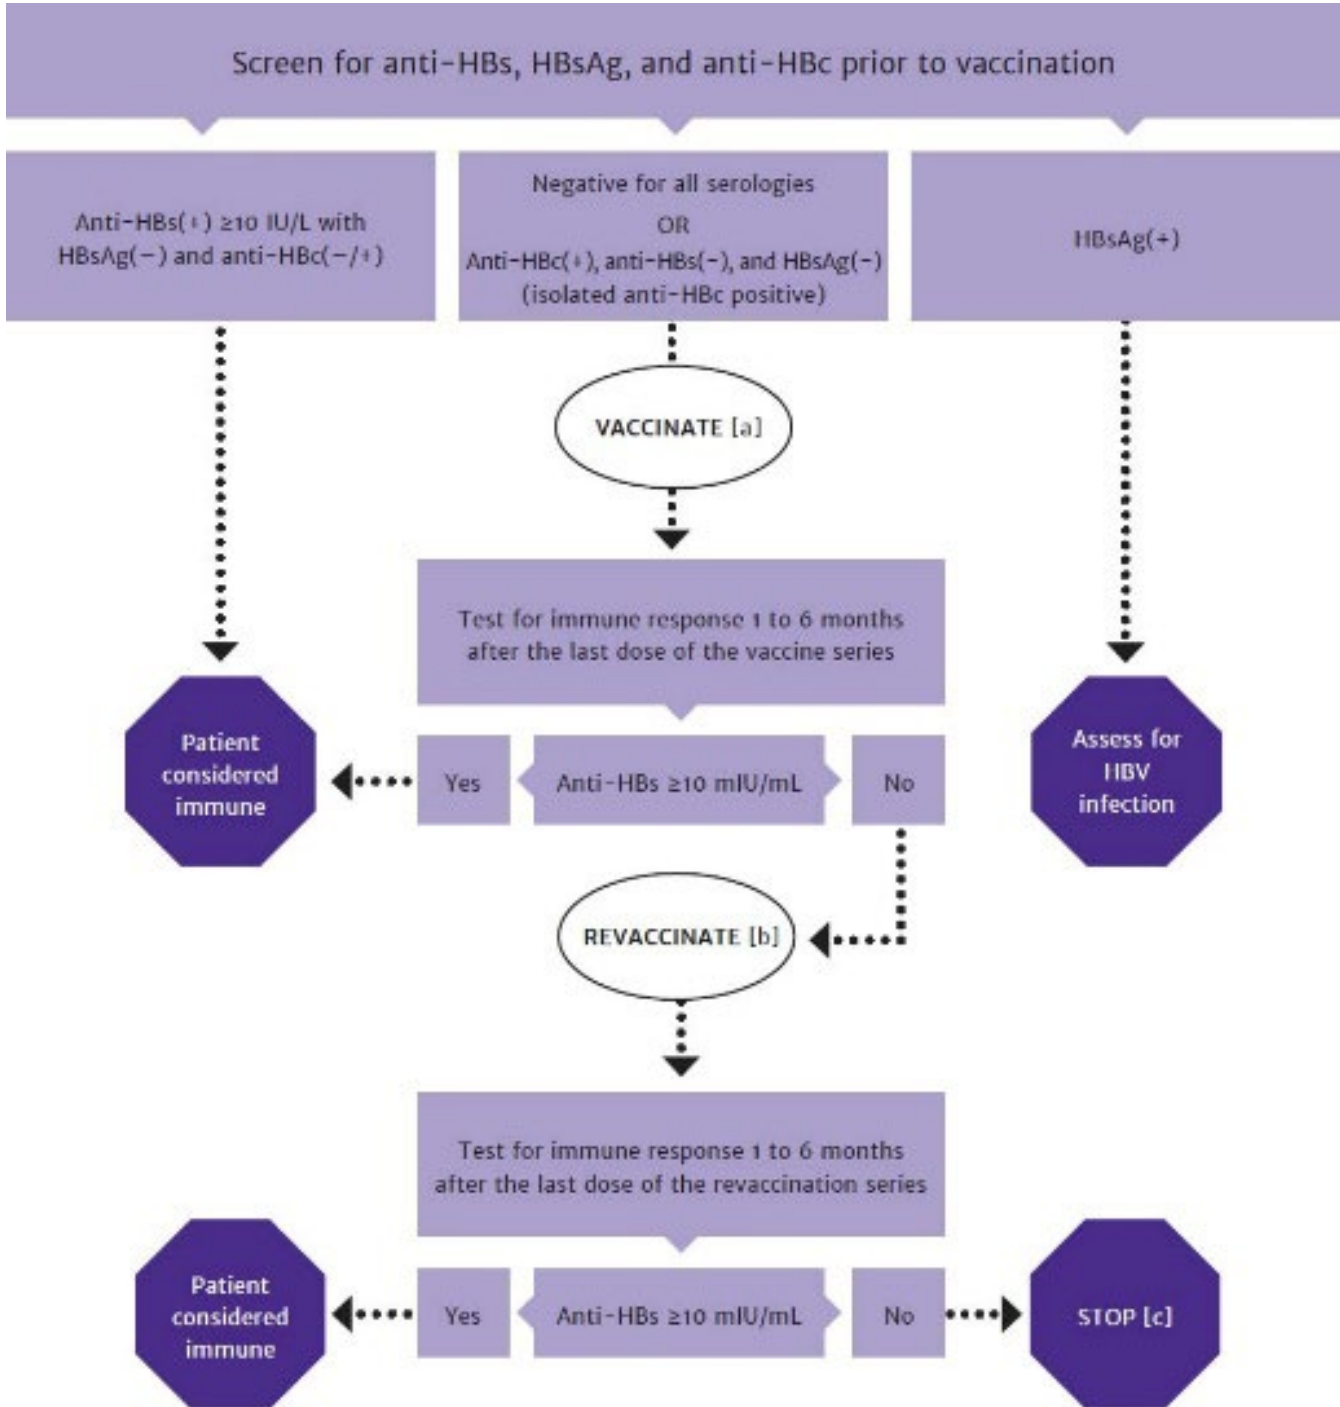 Screen for anti-HBs, HBsAg, and anti-HBc prior to vaccination
Anti-HBs(+) ≥10 IU/L with
HBsAg(−) and anti-HBc(−/+)
Negative for all serologies
OR
Anti-HBc(+), anti-HBs(-), and HBsAg(-)
(isolated anti-HBc positive)
HBsAg(+)
VACCINATE [a]
Test for immune response 1 to 6 months
after the last dose of the vaccine series
Patient
considered
immune
Yes
Anti-HBs ≥10 mIU/mL
No
Assess for
HBV
infection
REVACCINATE [b]
Test for immune response 1 to 6 months
after the last dose of the revaccination series
Patient
considered
immune
Yes
Anti-HBs ≥10 mIU/mL
No
STOP [c]